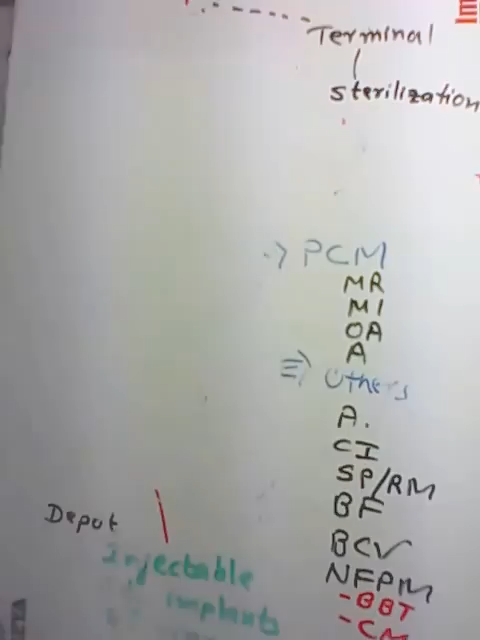 Terminal
sterilization
PCM
MR
MI
OA
A
Others
A.
CI
SP/RM
BF
BCV
Depot
Injectable
NFPM
implants
-BBT
-CM